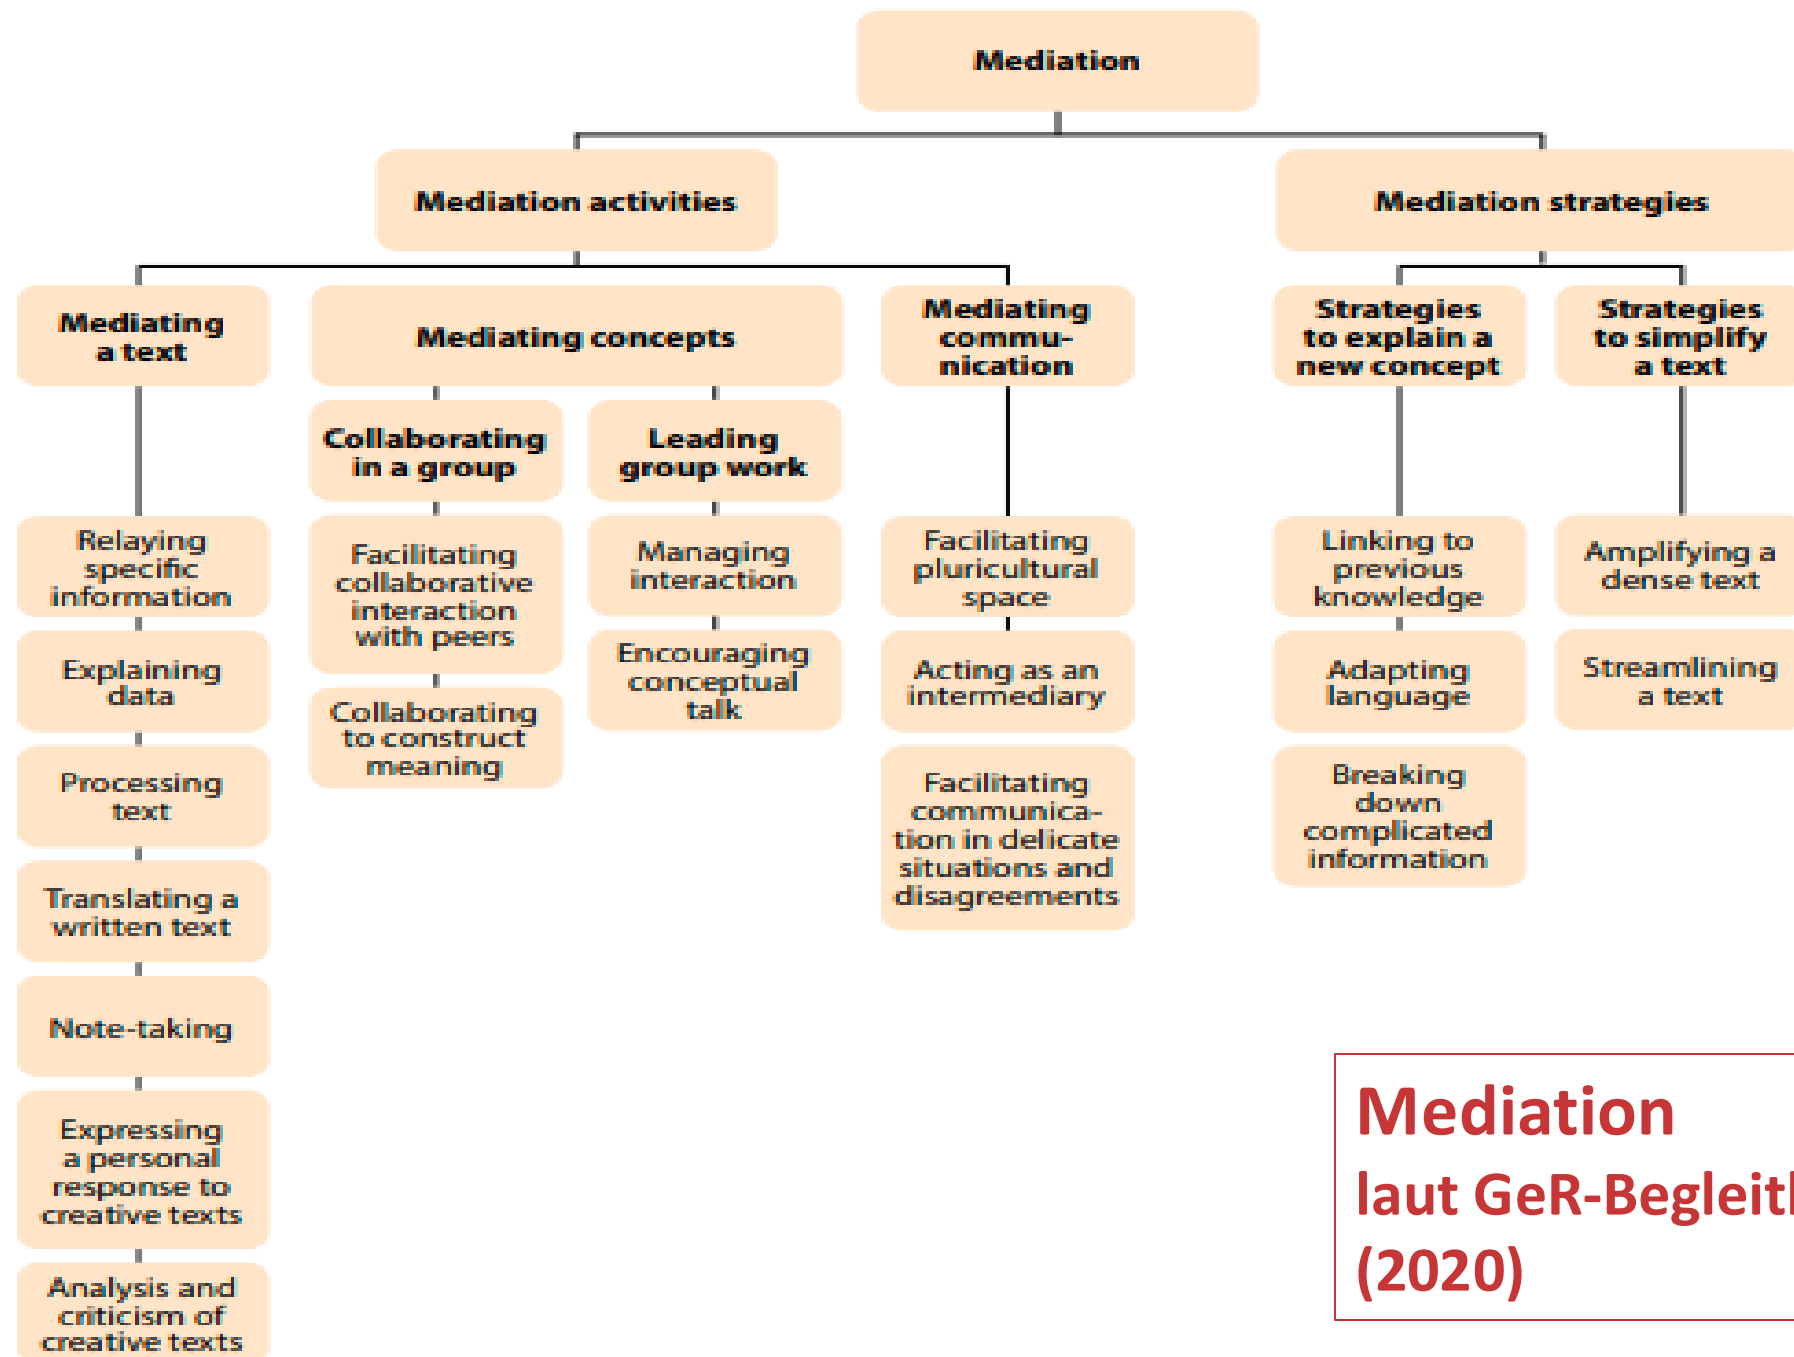 Mediation
Mediation activities
Mediation strategies
Mediating
a text
Mediating concepts
Mediating
commu-
nication
Strategies
to explain a
new concept
Strategies
to simplify
a text
Collaborating
in a group
Leading
group work
Relaying
specific
information
Explaining
data
Processing
text
Translating a
written text
Note-taking
Expressing
a personal
response to
creative texts
Analysis and
criticism of
creative texts
Facilitating
collaborative
interaction
with peers
Collaborating
to construct
meaning
Managing
interaction
Encouraging
conceptual
talk
Facilitating
pluricultural
space
Acting as an
intermediary
Facilitating
communica-
tion in delicate
situations and
disagreements
Linking to
previous
knowledge
Adapting
language
Breaking
down
complicated
information
Amplifying a
dense text
Streamlining
a text
Mediation
laut
(2020)